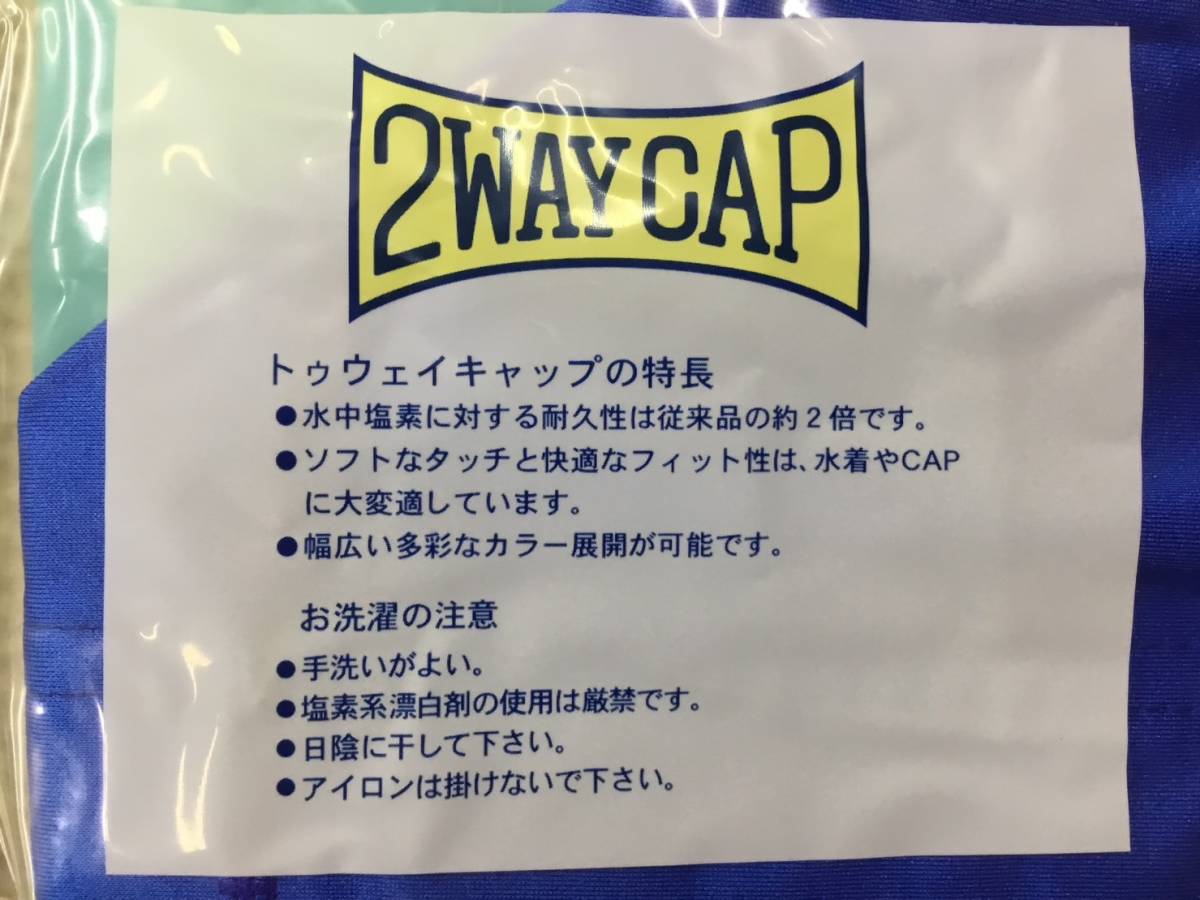 2WAY CAP
トゥウェイキャップの特長
●水中塩素に対する耐久性は従来品の約2倍です。
●ソフトなタッチと快適なフィット性は、水着やCAP
に大変適しています。
●幅広い多彩なカラー展開が可能です。
お洗濯の注意
●手洗いがよい。
●塩素系漂白剤の使用は厳禁です。
●日陰に干して下さい。
●アイロンは掛けないで下さい。